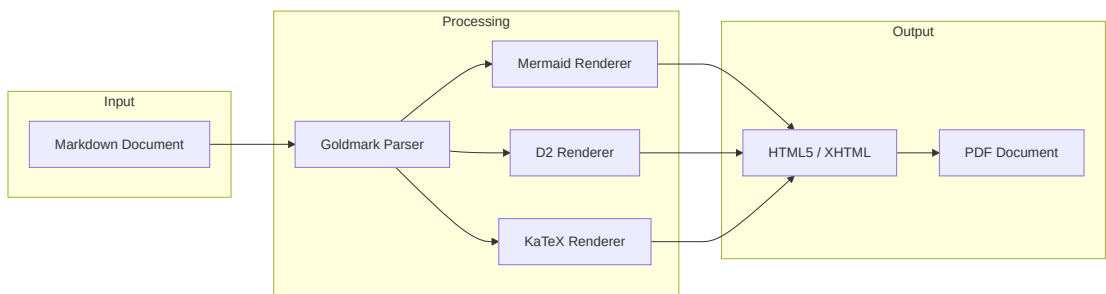 Input
Markdown Document
Processing
Goldmark Parser
Mermaid Renderer
D2 Renderer
KaTeX Renderer
Output
HTML5 / XHTML
PDF Document